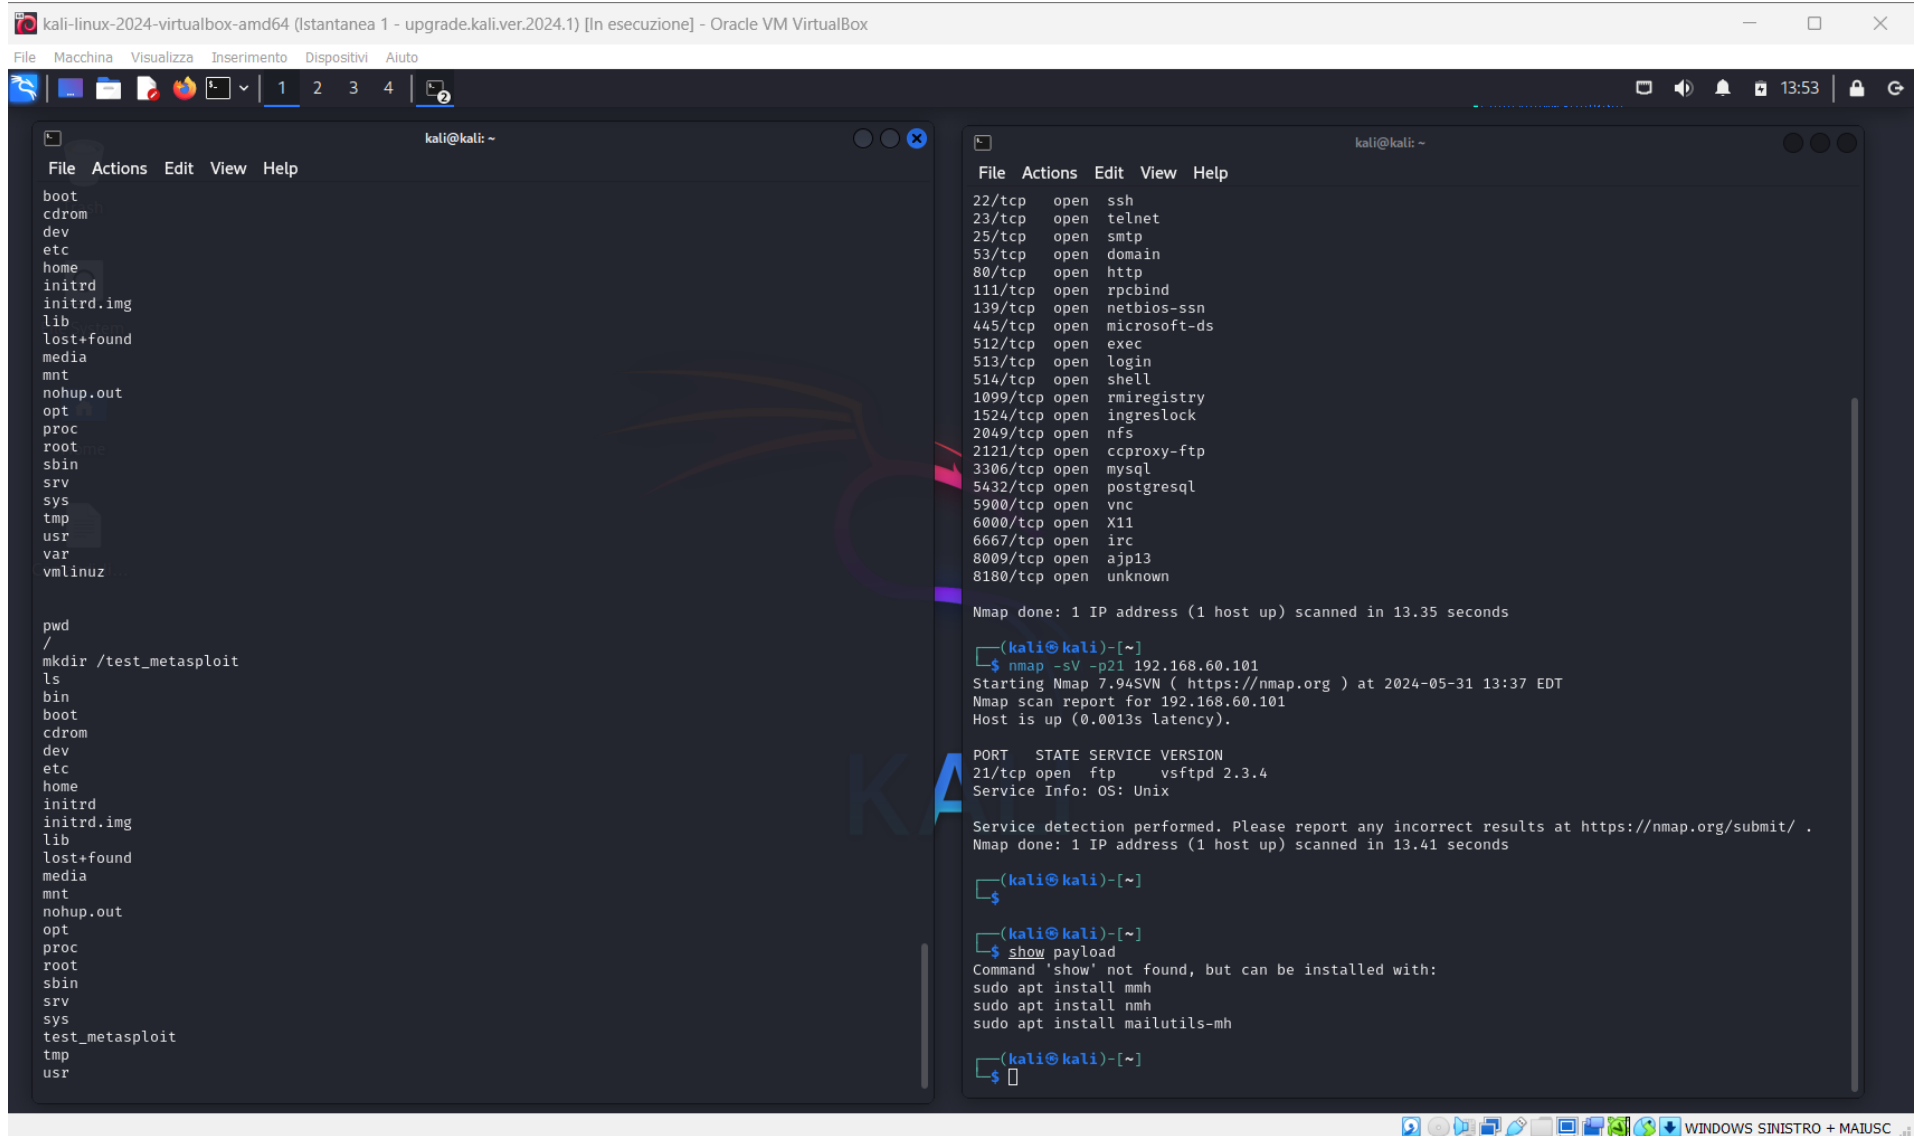 kali-linux-2024-virtualbox-amd64 (Istantanea 1 - upgrade.kali.ver.2024.1) [In esecuzione] - Oracle VM VirtualBox
File Macchina Visualizza Inserimento Dispositivi Aiuto
1 2 3 4 2 13:53
kali@kali: ~
File Actions Edit View Help
boot
cdrom
dev
etc
home
initrd
initrd.img
lib
lost+found
media
mnt
nohup.out
opt
proc
root
sbin
srv
sys
tmp
usr
var
vmlinuz
pwd
/
mkdir /test_metasploit
ls
bin
boot
cdrom
dev
etc
home
initrd
initrd.img
lib
lost+found
media
mnt
nohup.out
opt
proc
root
sbin
srv
sys
test_metasploit
tmp
usr
kali@kali: ~
File Actions Edit View Help
22/tcp open ssh
23/tcp open telnet
25/tcp open smtp
53/tcp open domain
80/tcp open http
111/tcp open rpcbind
139/tcp open netbios-ssn
445/tcp open microsoft-ds
512/tcp open exec
513/tcp open login
514/tcp open shell
1099/tcp open rmiregistry
1524/tcp open ingreslock
2049/tcp open nfs
2121/tcp open ccproxy-ftp
3306/tcp open mysql
5432/tcp open postgresql
5900/tcp open vnc
6000/tcp open X11
6667/tcp open irc
8009/tcp open ajp13
8180/tcp open unknown
Nmap done: 1 IP address (1 host up) scanned in 13.35 seconds
┌──(kali㉿kali)-[~]
└─$ nmap -sV -p21 192.168.60.101
Starting Nmap 7.94SVN ( https://nmap.org ) at 2024-05-31 13:37 EDT
Nmap scan report for 192.168.60.101
Host is up (0.0013s latency).
PORT STATE SERVICE VERSION
21/tcp open ftp vsftpd 2.3.4
Service Info: OS: Unix
Service detection performed. Please report any incorrect results at https://nmap.org/submit/ .
Nmap done: 1 IP address (1 host up) scanned in 13.41 seconds
┌──(kali㉿kali)-[~]
└─$
┌──(kali㉿kali)-[~]
└─$ show payload
Command 'show' not found, but can be installed with:
sudo apt install mmh
sudo apt install nmh
sudo apt install mailutils-mh
┌──(kali㉿kali)-[~]
└─$
KALI
WINDOWS SINISTRO + MAIUSC